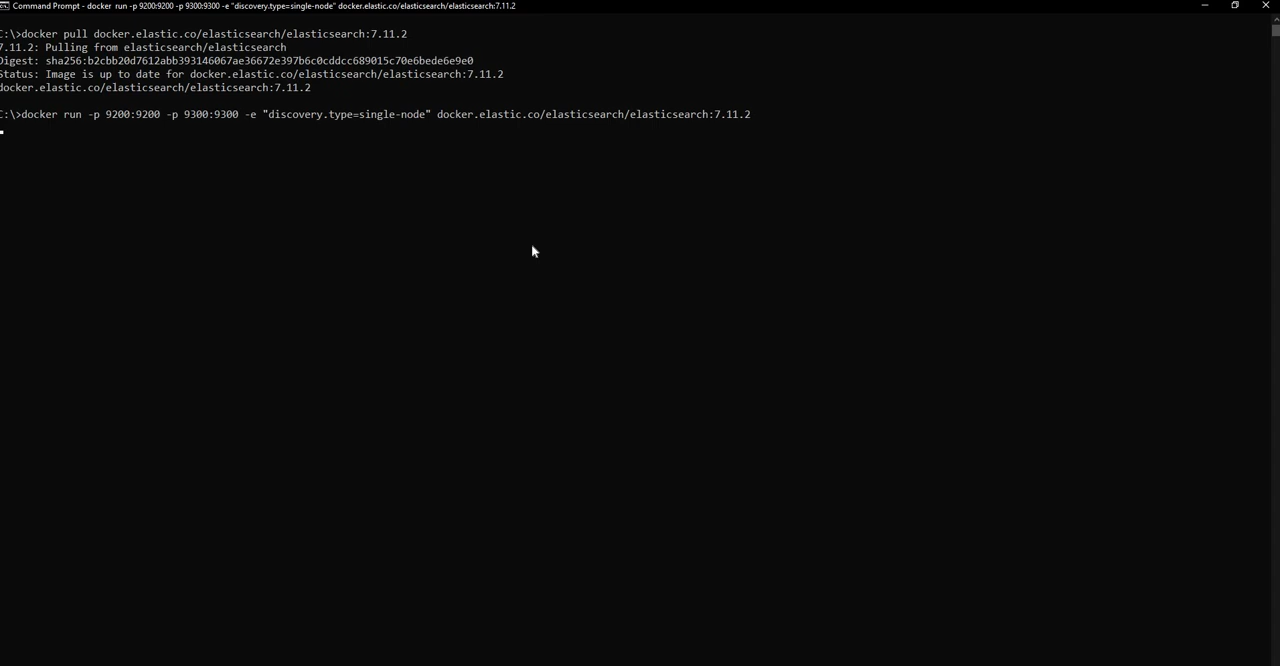 Command Prompt - docker run -p 9200:9200 -p 9300:9300 -e "discovery.type=single-node" docker.elastic.co/elasticsearch/elasticsearch:7.11.2
C:\>docker pull docker.elastic.co/elasticsearch/elasticsearch:7.11.2
7.11.2: Pulling from elasticsearch/elasticsearch
Digest: sha256:b2cbb20d7612abb393146067ae36672e397b6c0cddcc689015c70e6bede6e9e0
Status: Image is up to date for docker.elastic.co/elasticsearch/elasticsearch:7.11.2
docker.elastic.co/elasticsearch/elasticsearch:7.11.2
C:\>docker run -p 9200:9200 -p 9300:9300 -e "discovery.type=single-node" docker.elastic.co/elasticsearch/elasticsearch:7.11.2